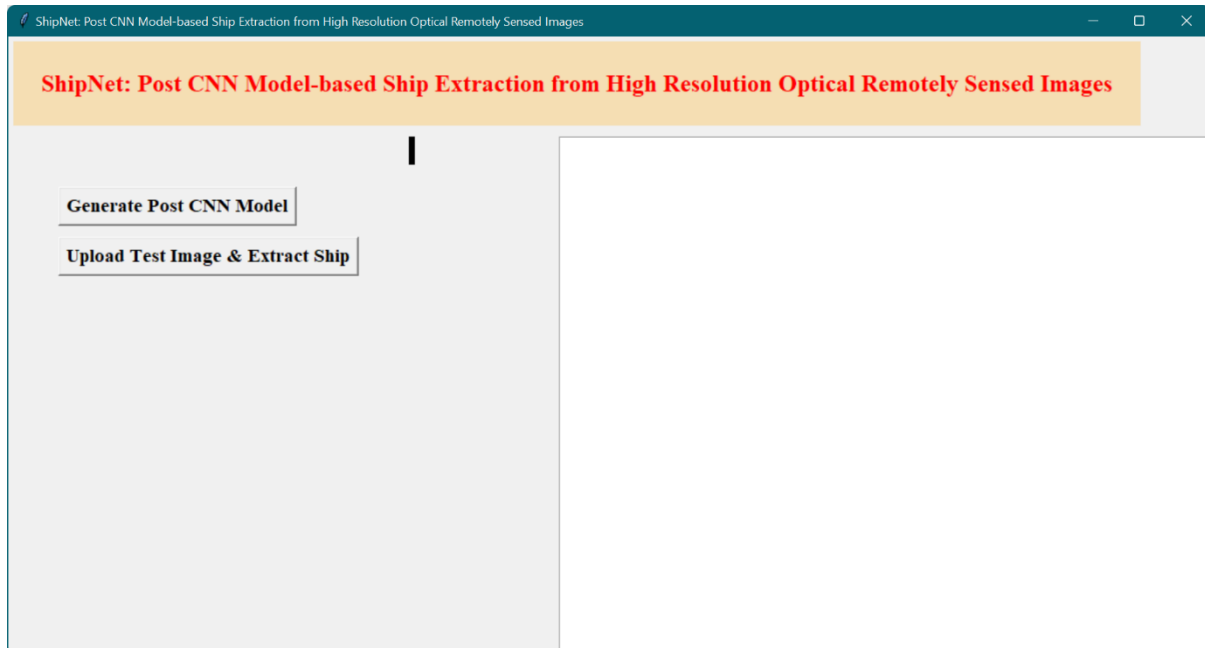 ShipNet: Post CNN Model-based Ship Extraction from High Resolution Optical Remotely Sensed Images
ShipNet: Post CNN Model-based Ship Extraction from High Resolution Optical Remotely Sensed Images
Generate Post CNN Model
Upload Test Image & Extract Ship